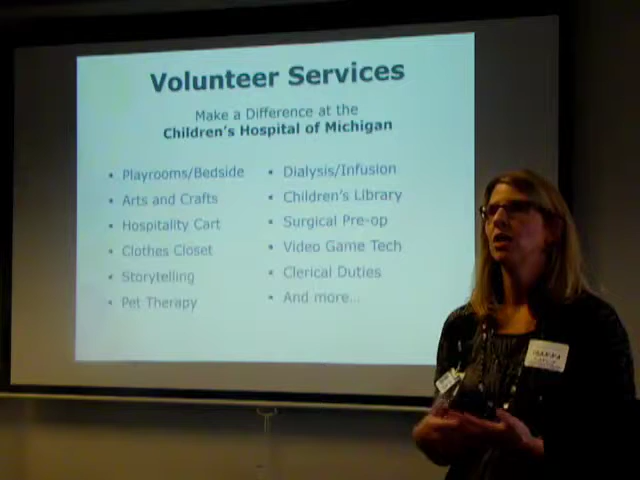 Volunteer Services
Make a Difference at the
Children's Hospital of Michigan
• Playrooms/Bedside
• Arts and Crafts
• Hospitality Cart
• Clothes Closet
• Storytelling
• Pet Therapy
• Dialysis/Infusion
• Children's Library
• Surgical Pre-op
• Video Game Tech
• Clerical Duties
• And more...